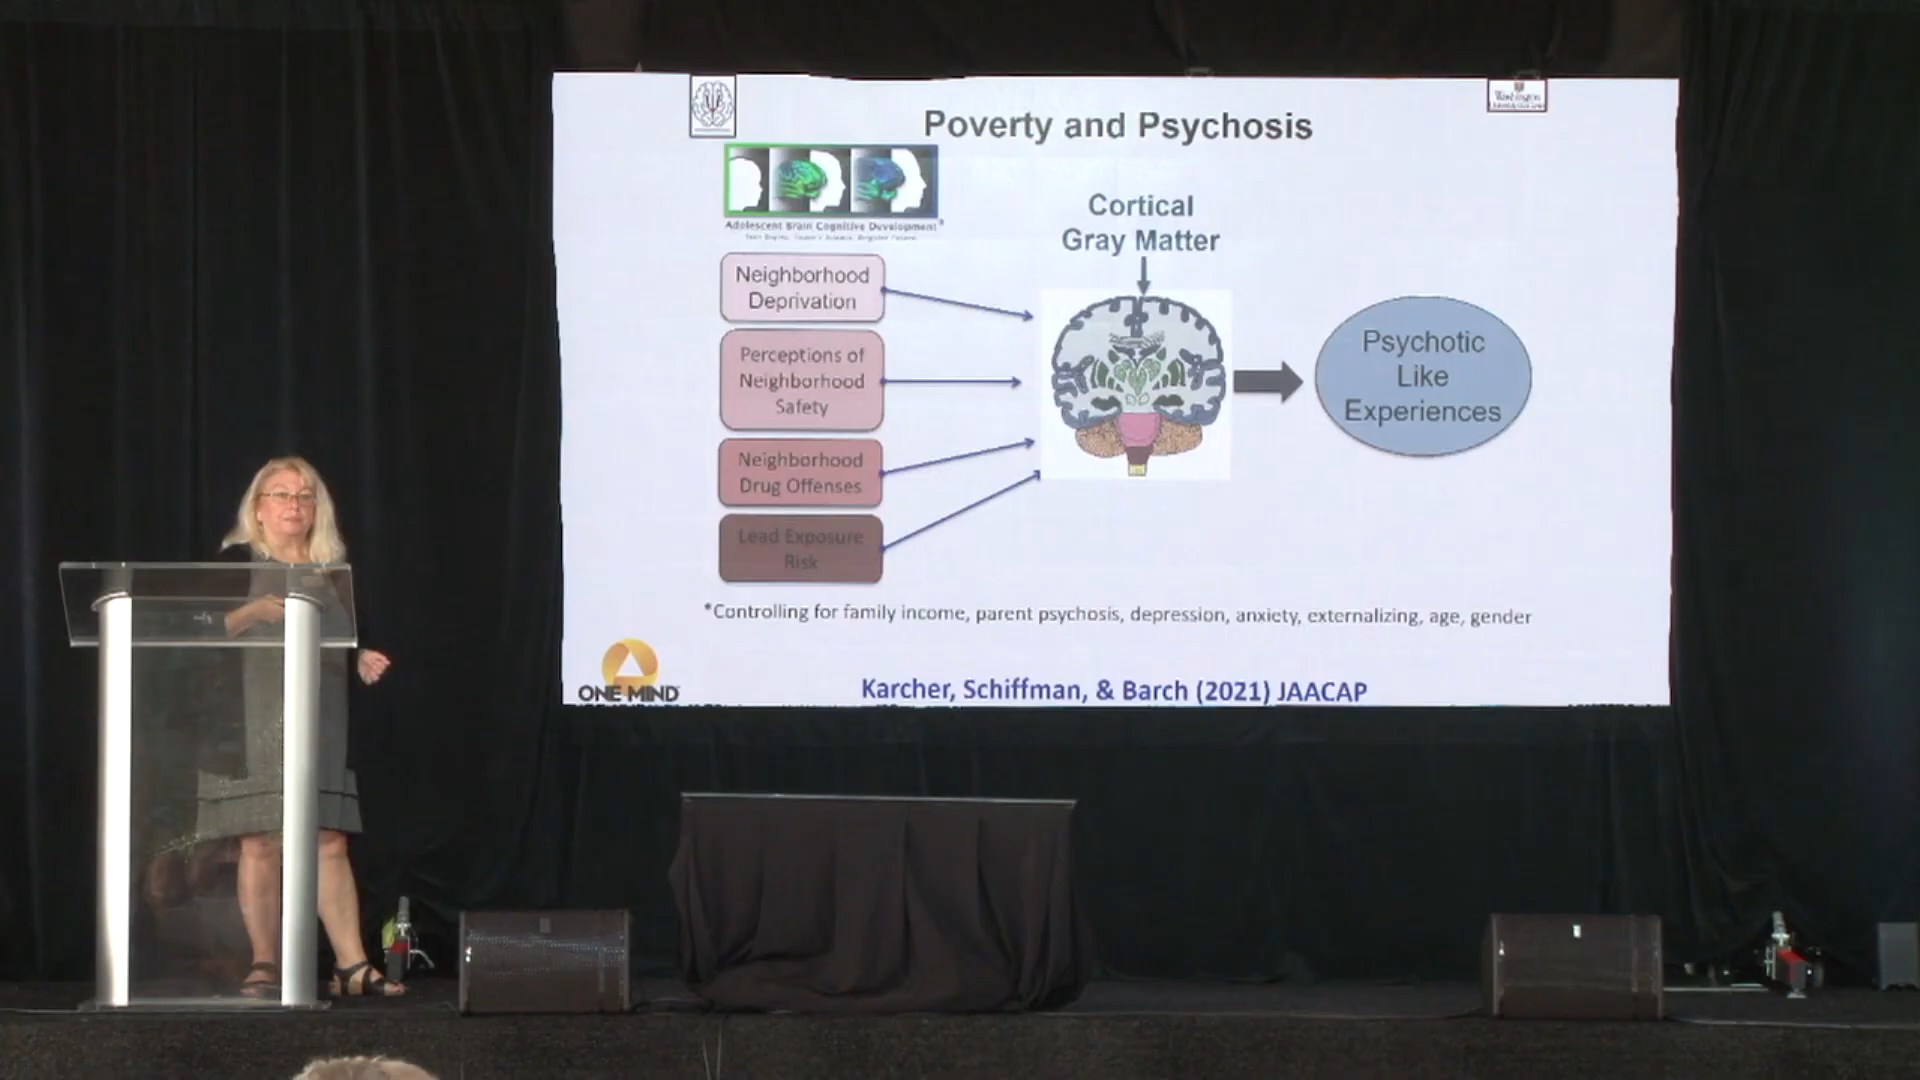 Washington
Poverty and Psychosis
Adolescent Brain Cognitive Development®
Cortical
Gray Matter
Neighborhood
Deprivation
Perceptions of
Neighborhood
Safety
Neighborhood
Drug Offenses
Lead Exposure
Risk
Psychotic
Like
Experiences
*Controlling for family income, parent psychosis, depression, anxiety, externalizing, age, gender
ONE MIND
Karcher, Schiffman, & Barch (2021) JAACAP